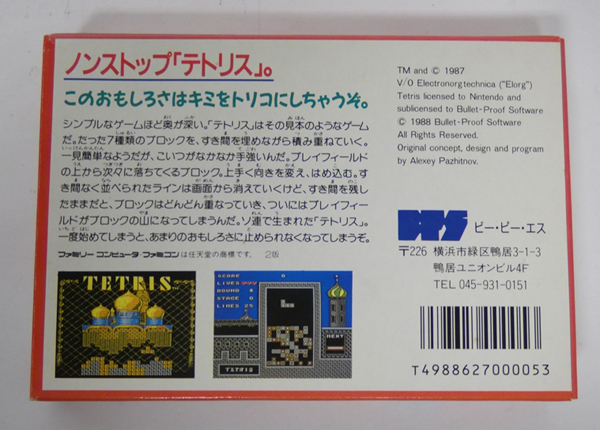 ノンストップ「テトリス」。
このおもしろさはキミをトリコにしちゃうぞ。
シンプルなゲームほど奥が深い。「テトリス」はその見本のようなゲーム
だ。たった7種類のブロックを、すき間を埋めながら積み重ねていく。
一見簡単なようだが、こいつがなかなか手強いんだ。プレイフィールド
の上から次々に落ちてくるブロック。上手く向きを変え、はめ込む。す
き間なく並べられたラインは画面から消えていくけど、すき間を残し
たままだと、ブロックはどんどん重なっていき、ついにはプレイフィー
ルドがブロックの山になってしまうんだ。ソ連で生まれた「テトリス」。
一度始めてしまうと、あまりのおもしろさに止められなくなってしまうぞ。
ファミリーコンピュータ・ファミコンは任天堂の商標です。 2版
TETRIS
SCORE 0
LINES
ROUND
STAGE 0
LINES 25
NEXT
TETRIS
TM and © 1987
V/O Electronorgtechnica ("Elorg")
Tetris licensed to Nintendo and
sublicensed to Bullet-Proof Software
© 1988 Bullet-Proof Software
All Rights Reserved.
Original concept, design and program
by Alexey Pazhitnov.
BPS ビー・ピー・エス
〒226 横浜市緑区鴨居3-1-3
鴨居ユニオンビル4F
TEL 045-931-0151
T4988627000053